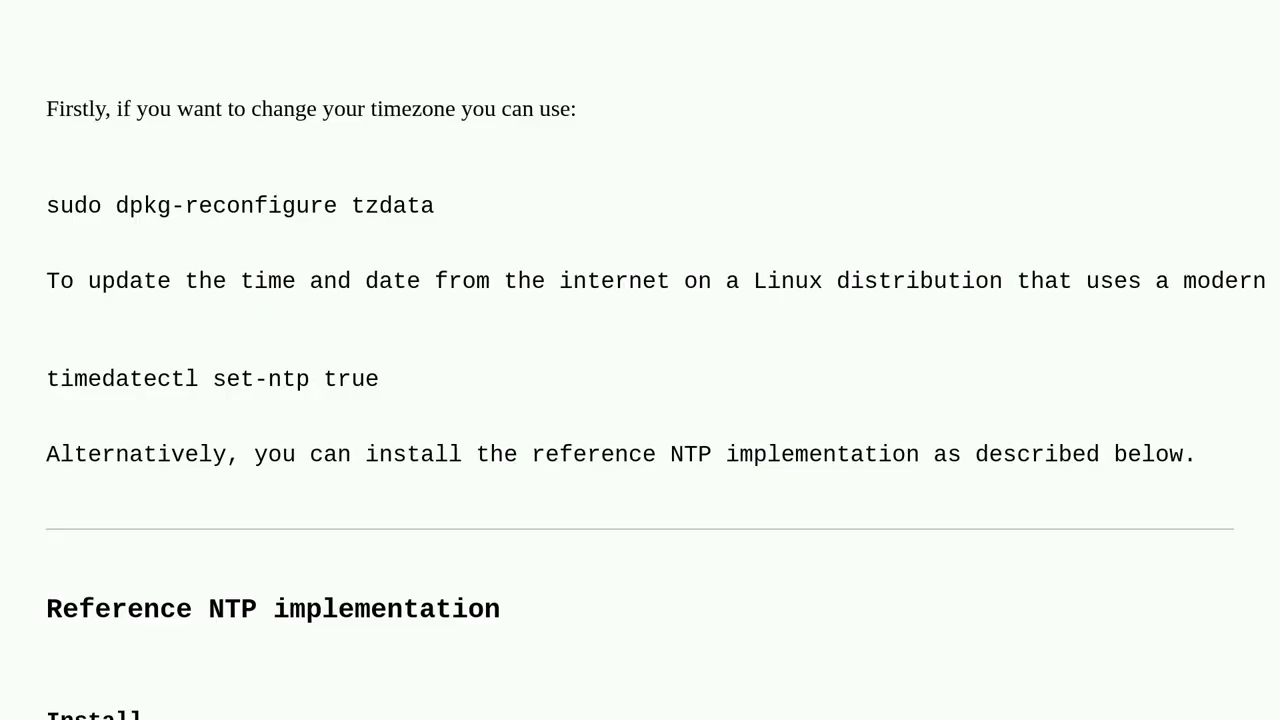 Firstly, if you want to change your timezone you can use:
sudo dpkg-reconfigure tzdata
To update the time and date from the internet on a Linux distribution that uses a modern
timedatectl set-ntp true
Alternatively, you can install the reference NTP implementation as described below.
Reference NTP implementation
Install